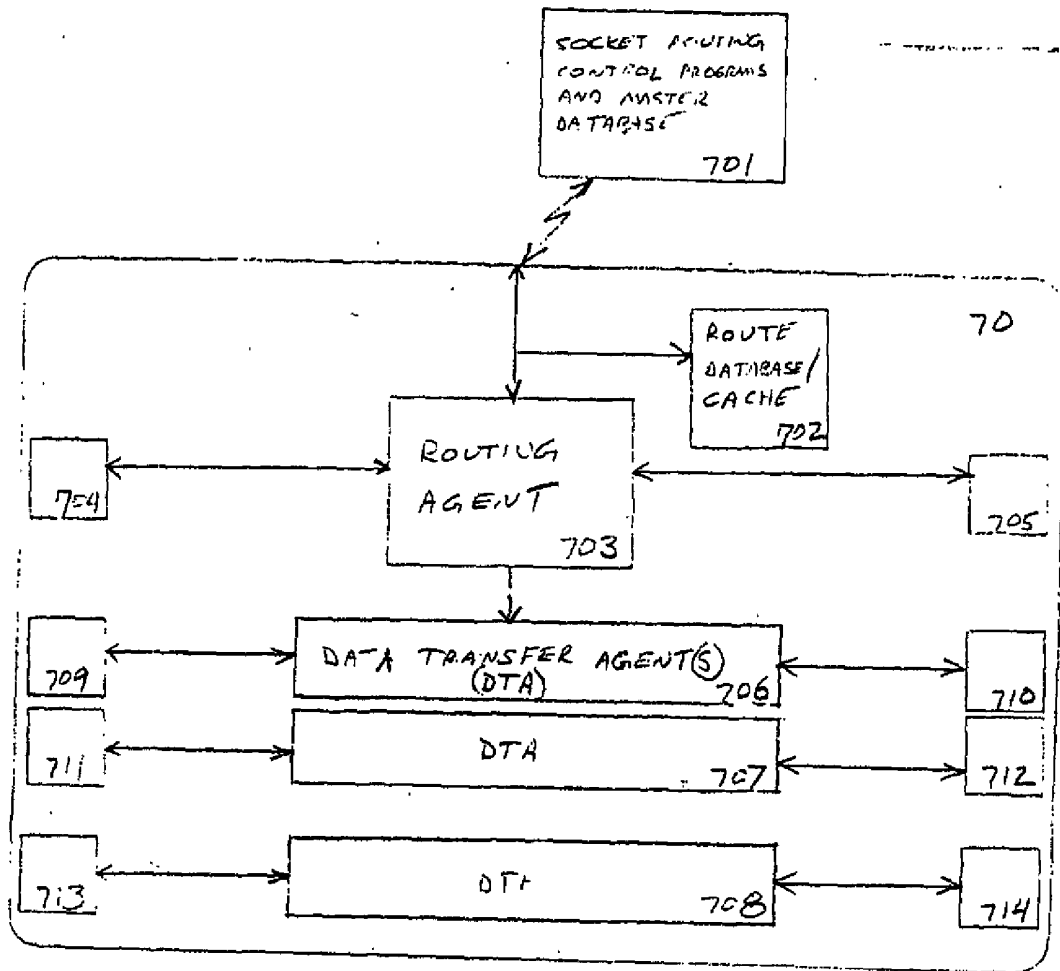 SOCKET ROUTING
CONTROL PROGRAMS
AND MASTER
DATABASE
701
70
ROUTE
DATABASE/
CACHE
702
ROUTING
AGENT
703
704
705
DATA TRANSFER AGENT(S)
(DTA)
706
709
710
DTA
707
711
712
DTA
708
713
714